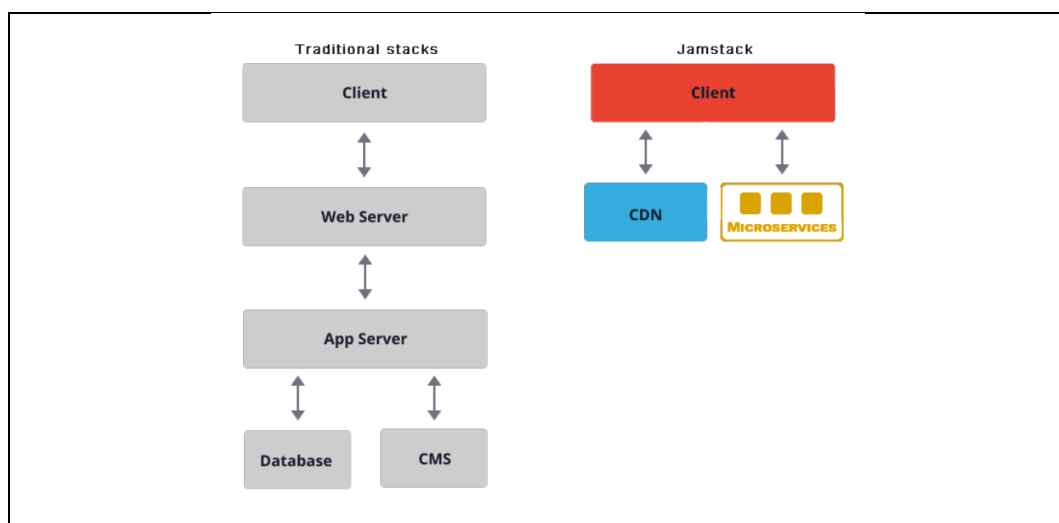 Traditional stacks
Client
Web Server
App Server
Database
CMS
Jamstack
Client
CDN
MICROSERVICES